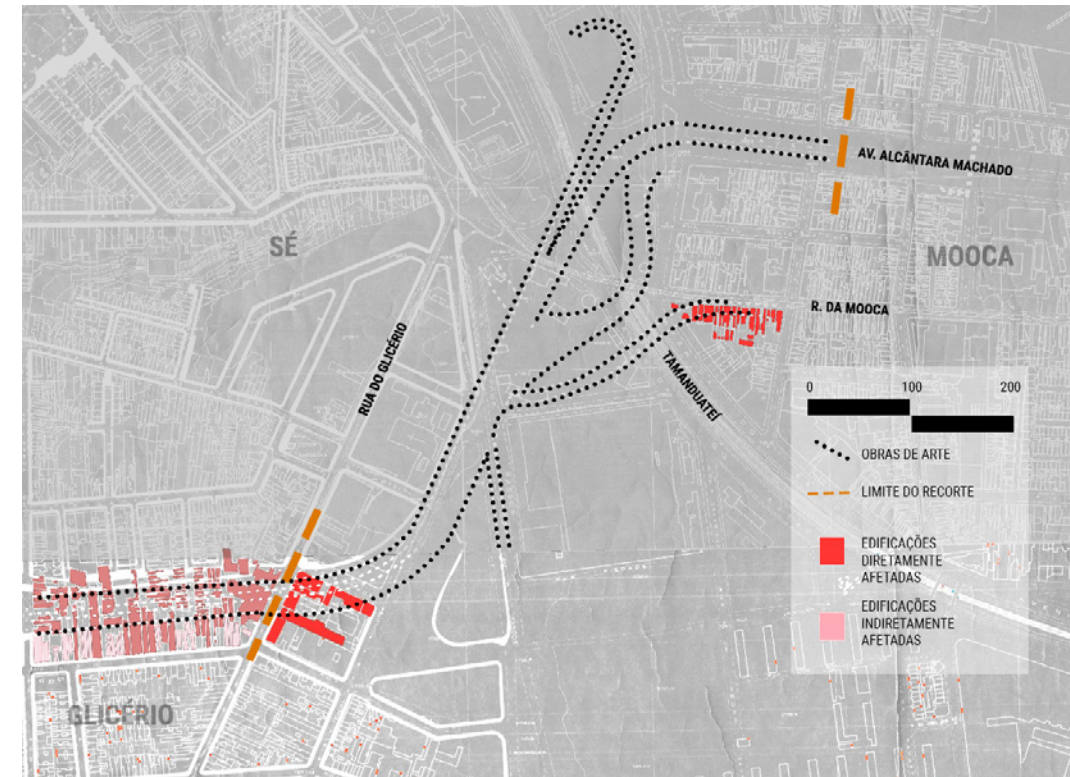 AV. ALCÂNTARA MACHADO
SÉ
MOOCA
R. DA MOOCA
RUA DO GLICÉRIO
TAMANDUATEÍ
0 100 200
OBRAS DE ARTE
LIMITE DO RECORTE
EDIFICAÇÕES
DIRETAMENTE
AFETADAS
EDIFICAÇÕES
INDIRETAMENTE
AFETADAS
GLICÉRIO